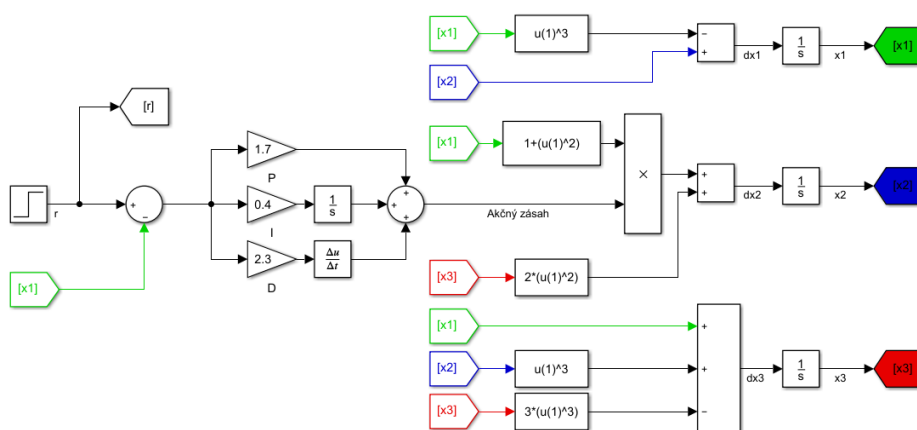 [x1]
u(1)^3
−
+
dx1
1
s
x1
[x1]
[x2]
[r]
[x1]
1+(u(1)^2)
×
+
+
dx2
1
s
x2
[x2]
1.7
P
r
+
−
0.4
I
1
s
+
+
+
Akčný zásah
2.3
D
Δu
Δt
[x1]
[x3]
2*(u(1)^2)
[x1]
+
[x2]
u(1)^3
+
dx3
1
s
x3
[x3]
[x3]
3*(u(1)^3)
−